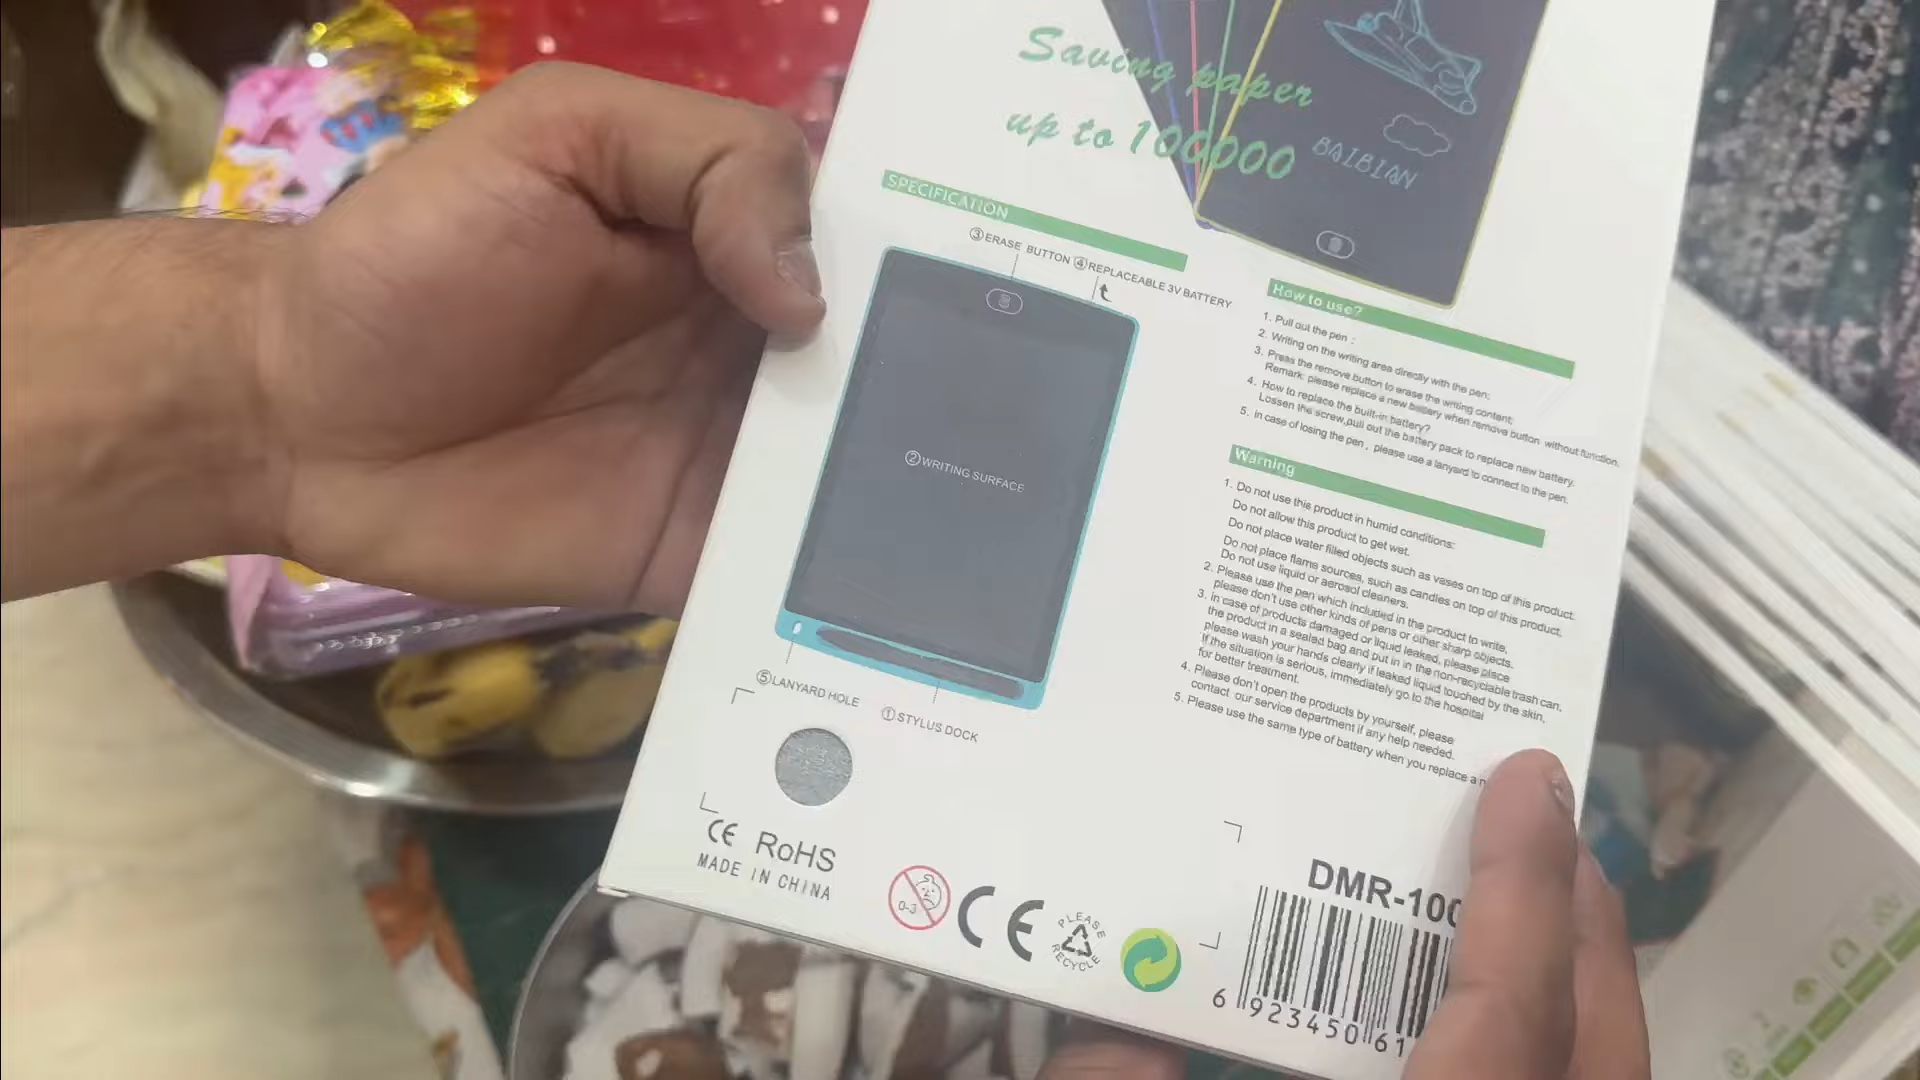 Saving paper
up to 100000
BAIBIAN
SPECIFICATION
③ERASE BUTTON
④REPLACEABLE 3V BATTERY
②WRITING SURFACE
⑤LANYARD HOLE
①STYLUS DOCK
How to use?
1. Pull out the pen ;
2. Writing on the writing area directly with the pen;
3. Press the remove button to erase the writing content;
Remark: please replace a new battery when remove button without function.
4. How to replace the built-in battery?
Lossen the screw,pull out the battery pack to replace new battery.
5. in case of losing the pen , please use a lanyard to connect to the pen.
Warning
1. Do not use this product in humid conditions:
Do not allow this product to get wet.
Do not place water filled objects such as vases on top of this product.
Do not place flame sources, such as candles on top of this product,
Do not use liquid or aerosol cleaners.
2. Please use the pen which included in the product to write,
please don't use other kinds of pens or other sharp objects.
3. in case of products damaged or liquid leaked, please place
the product in a sealed bag and put in in the non-recyclable trash can.
please wash your hands clearly if leaked liquid touched by the skin,
If the situation is serious, immediately go to the hospital
for better treatment.
4. Please don't open the products by yourself, please
contact our service department if any help needed.
5. Please use the same type of battery when you replace a
CE RoHS
MADE IN CHINA
0-3
CE
PLEASE
RECYCLE
DMR-100
6 923450 61